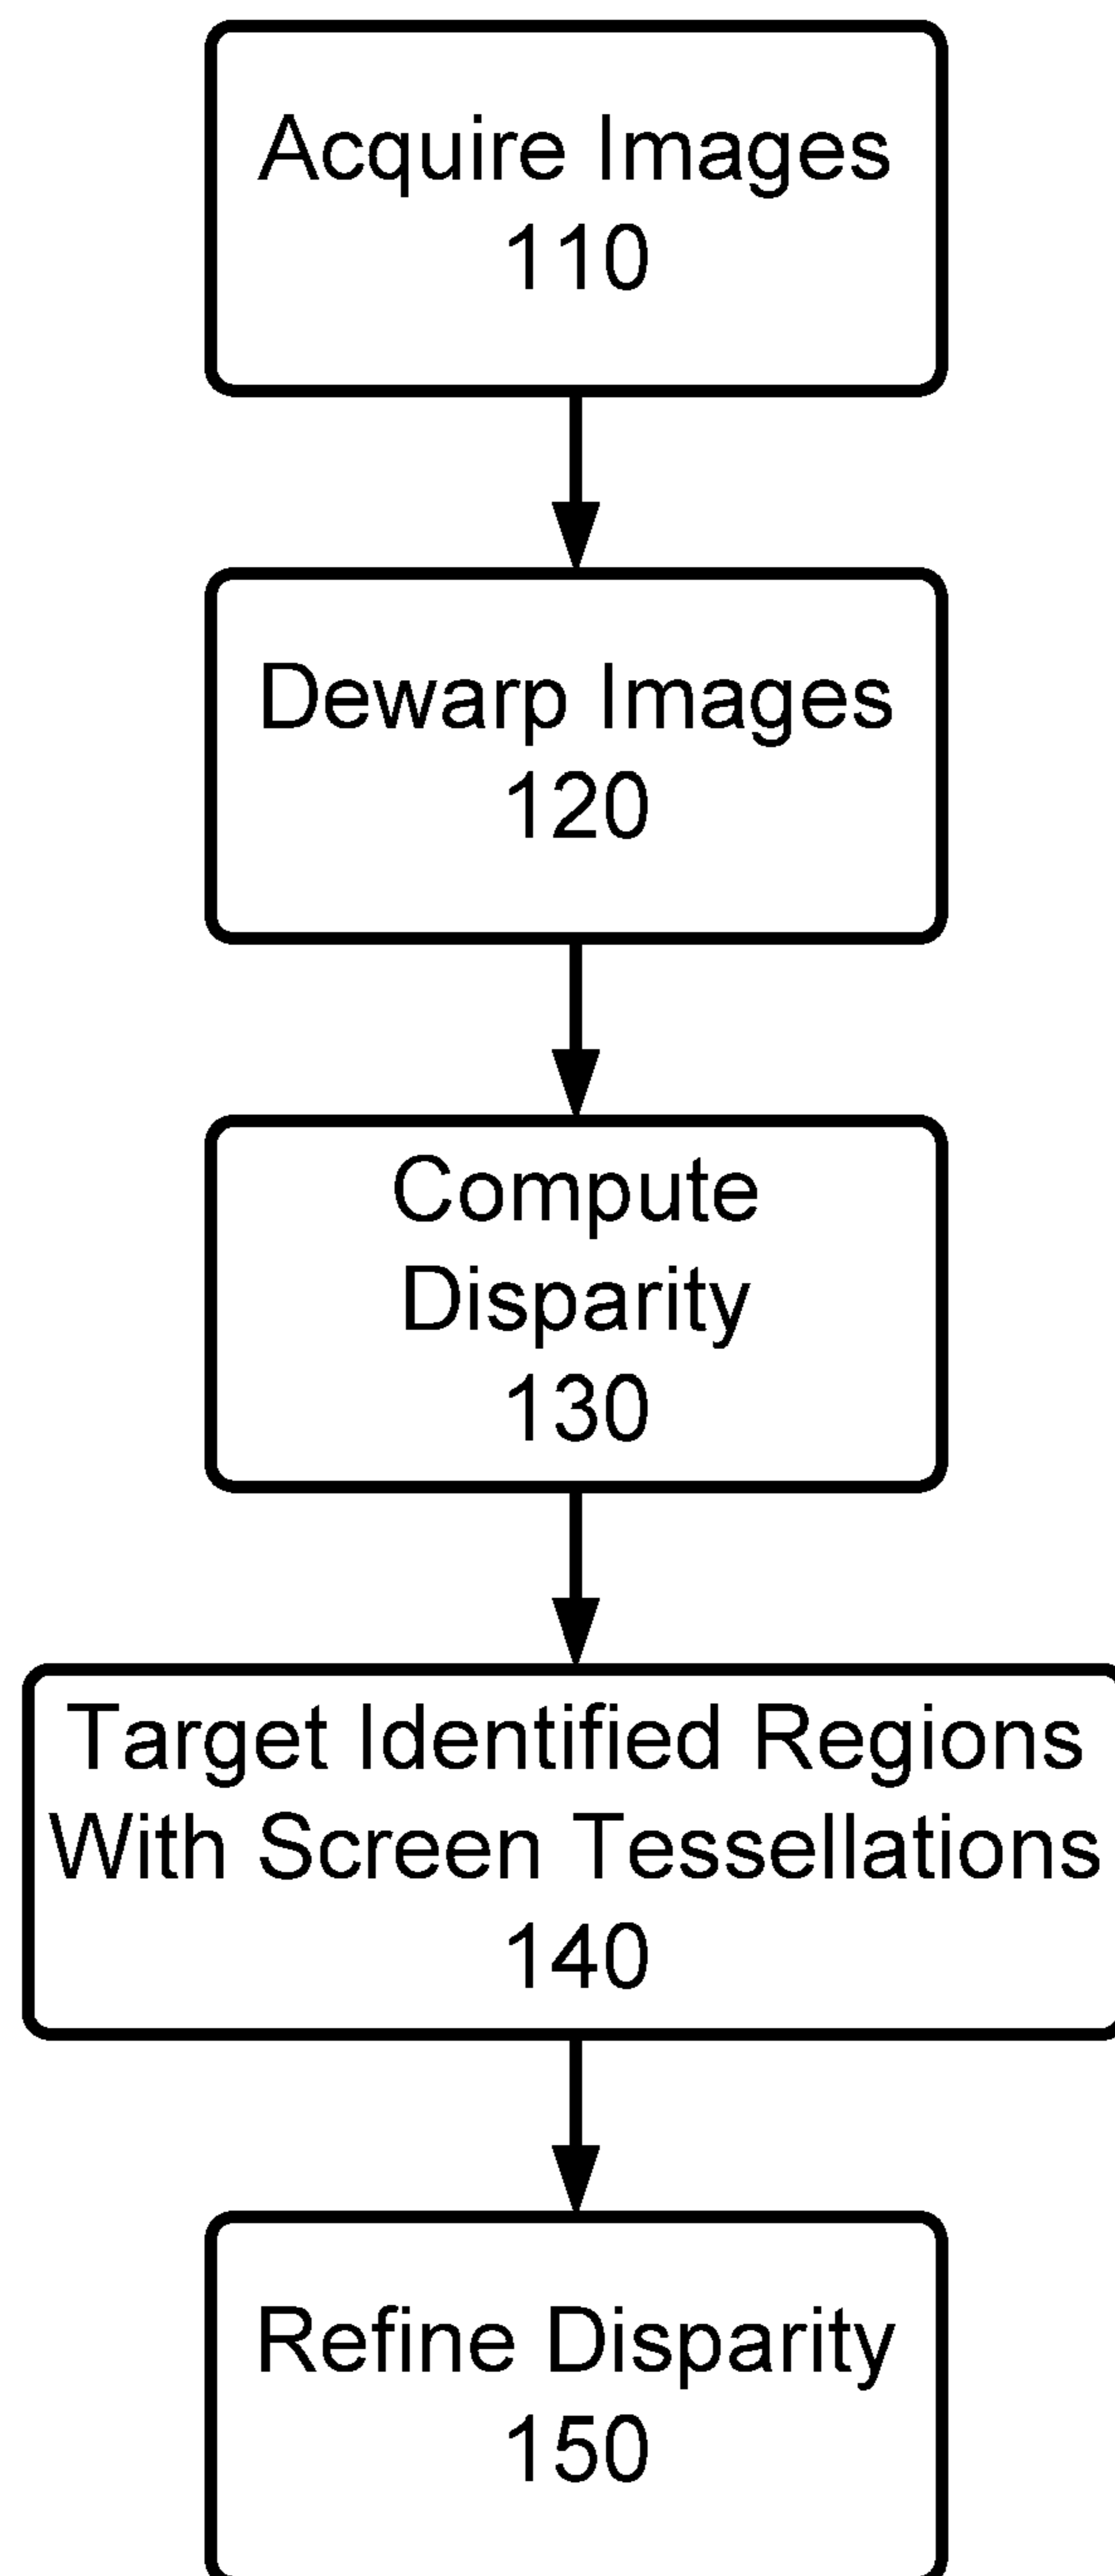 Acquire Images
110
Dewarp Images
120
Compute
Disparity
130
Target Identified Regions
With Screen Tessellations
140
Refine Disparity
150